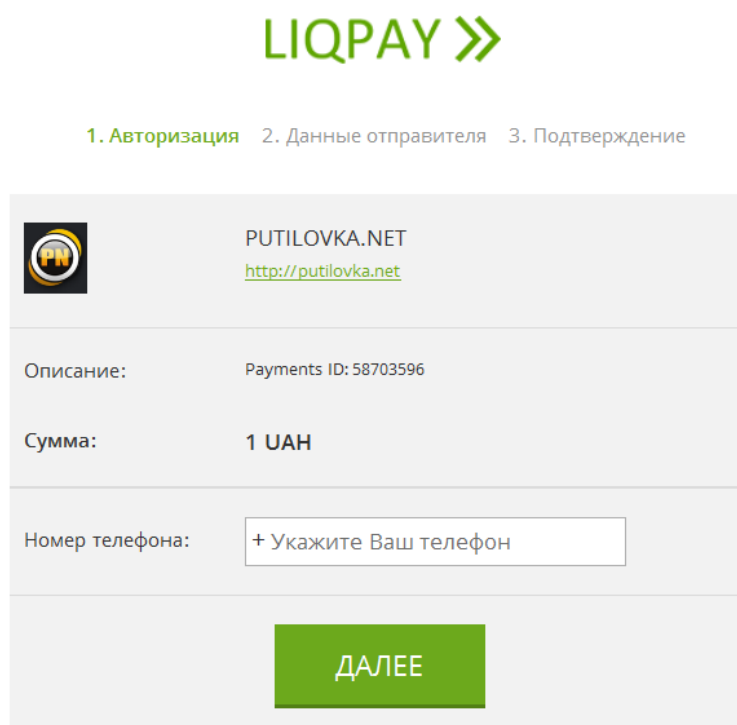 LIQPAY
1. Авторизация 2. Данные отправителя 3. Подтверждение
PN
PUTILOVKA.NET
http://putilovka.net
Описание: Payments ID: 58703596
Сумма: 1 UAH
Номер телефона: + Укажите Ваш телефон
ДАЛЕЕ